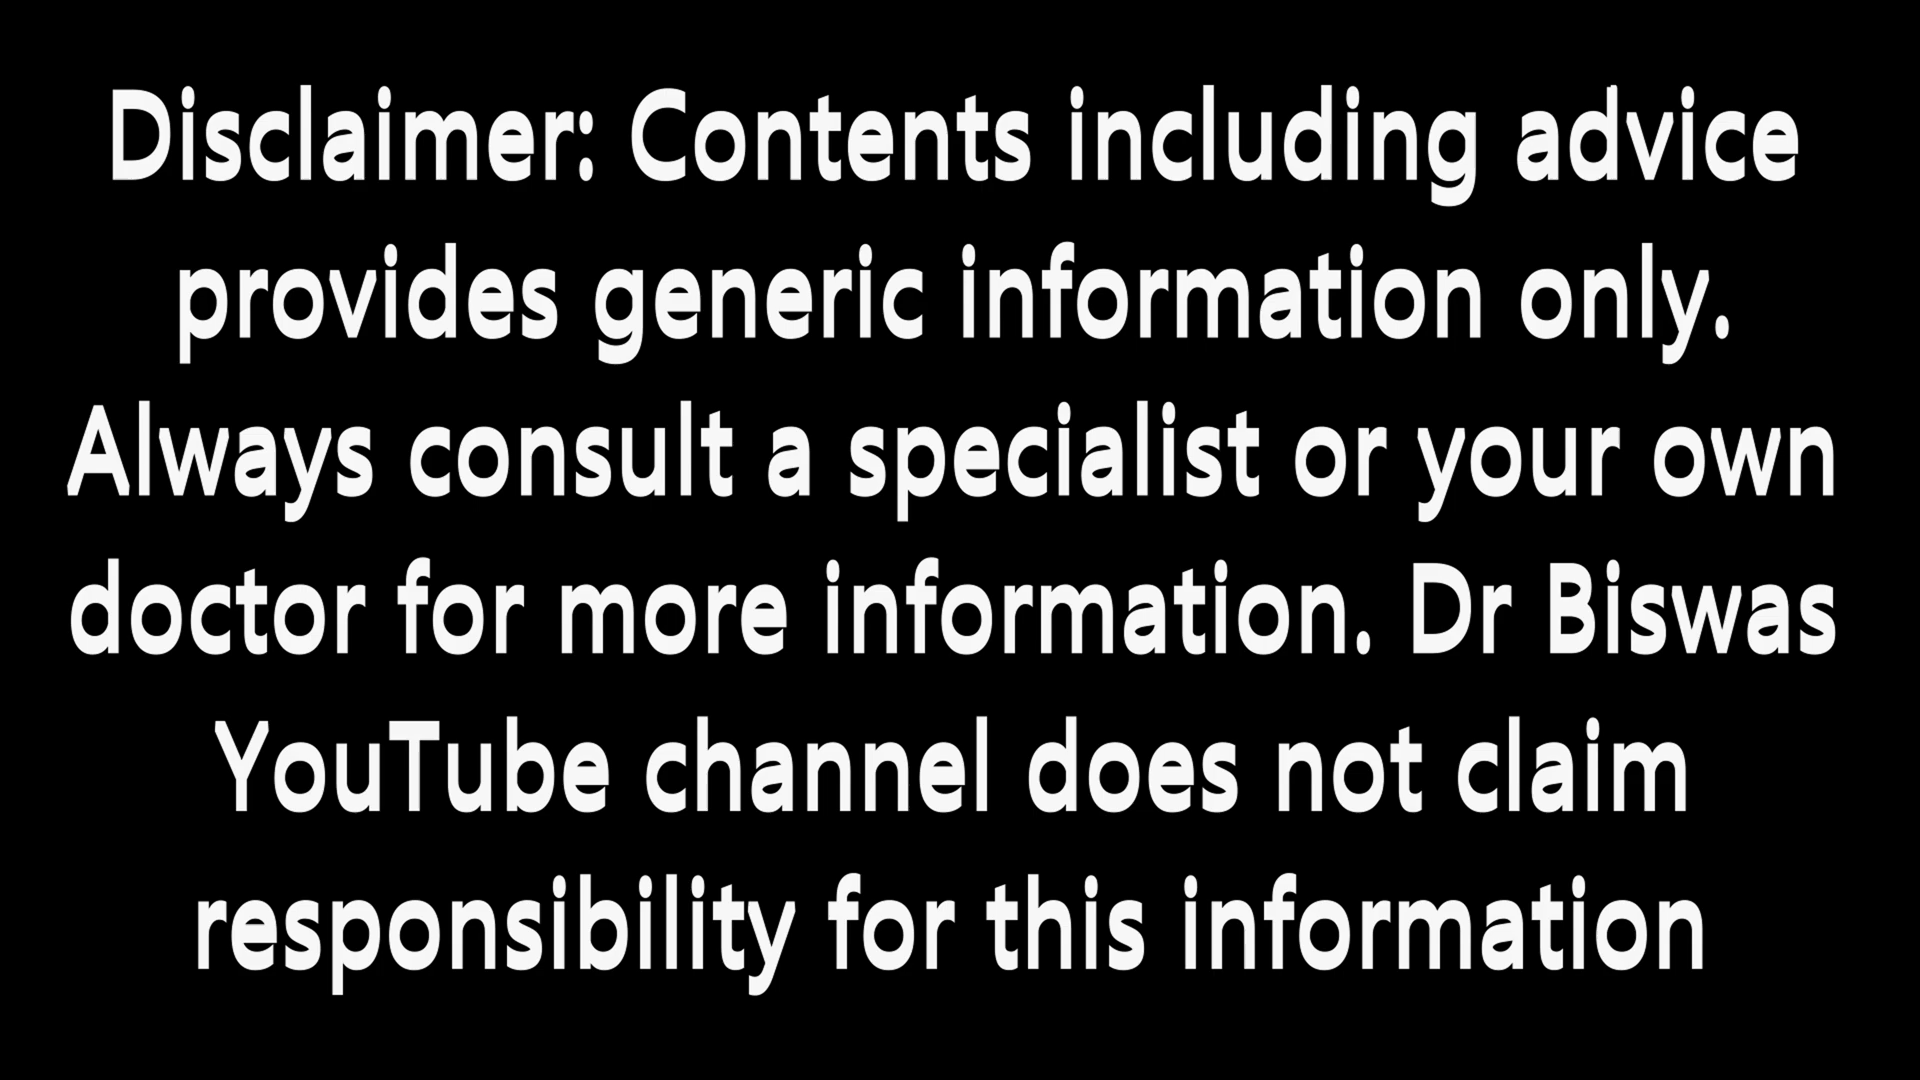 Disclaimer: Contents including advice
provides generic information only.
Always consult a specialist or your own
doctor for more information. Dr Biswas
YouTube channel does not claim
responsibility for this information